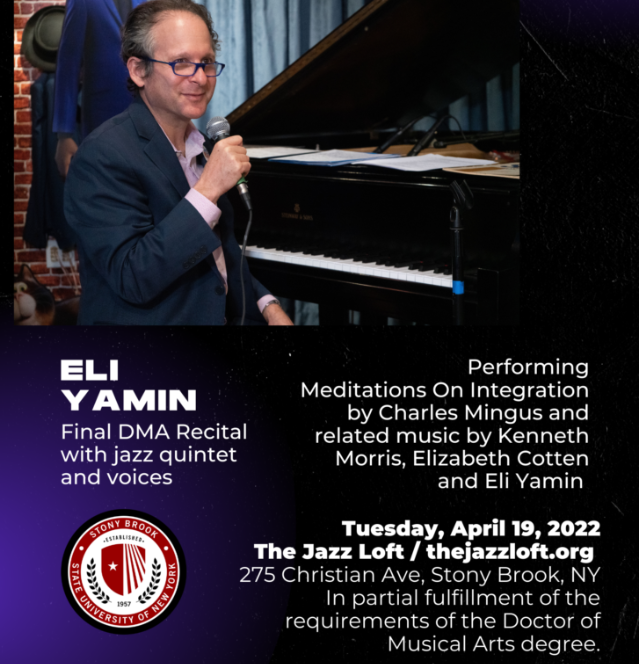 ELI
YAMIN
Final DMA Recital
with jazz quintet
and voices
Performing
Meditations On Integration
by Charles Mingus and
related music by Kenneth
Morris, Elizabeth Cotten
and Eli Yamin
Tuesday, April 19, 2022
The Jazz Loft / thejazzloft.org
275 Christian Ave, Stony Brook, NY
In partial fulfillment of the
requirements of the Doctor of
Musical Arts degree.
STONY BROOK
•ESTABLISHED•
1957
STATE UNIVERSITY OF NEW YORK